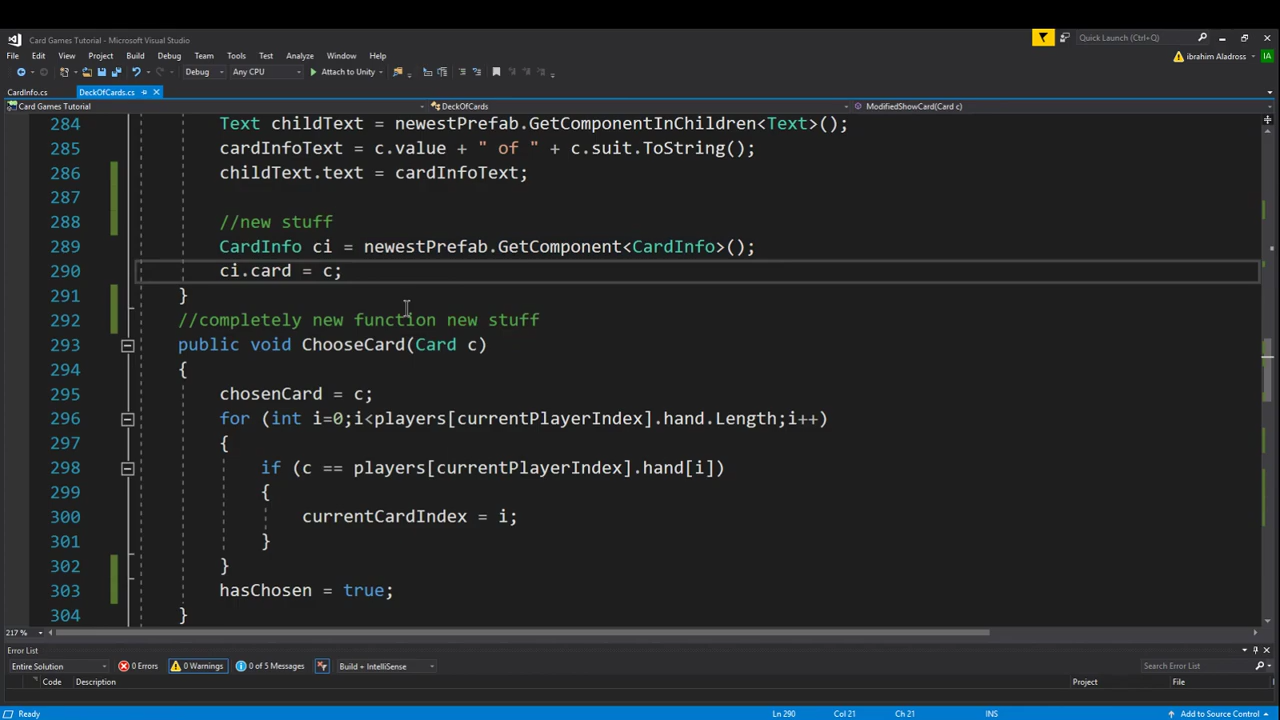 Card Games Tutorial - Microsoft Visual Studio
Quick Launch (Ctrl+Q)
File Edit View Project Build Debug Team Tools Test Analyze Window Help
ibrahim Aladross
IA
Debug Any CPU Attach to Unity
CardInfo.cs DeckOfCards.cs
Card Games Tutorial DeckOfCards ModifiedShowCard(Card c)
284 Text childText = newestPrefab.GetComponentInChildren<Text>();
285 cardInfoText = c.value + " of " + c.suit.ToString();
286 childText.text = cardInfoText;
287
288 //new stuff
289 CardInfo ci = newestPrefab.GetComponent<CardInfo>();
290 ci.card = c;
291 }
292 //completely new function new stuff
293 public void ChooseCard(Card c)
294 {
295 chosenCard = c;
296 for (int i=0;i<players[currentPlayerIndex].hand.Length;i++)
297 {
298 if (c == players[currentPlayerIndex].hand[i])
299 {
300 currentCardIndex = i;
301 }
302 }
303 hasChosen = true;
304 }
217 %
Error List
Entire Solution 0 Errors 0 Warnings 0 of 5 Messages Build + IntelliSense Search Error List
Code Description Project File
Ready Ln 290 Col 21 Ch 21 INS Add to Source Control